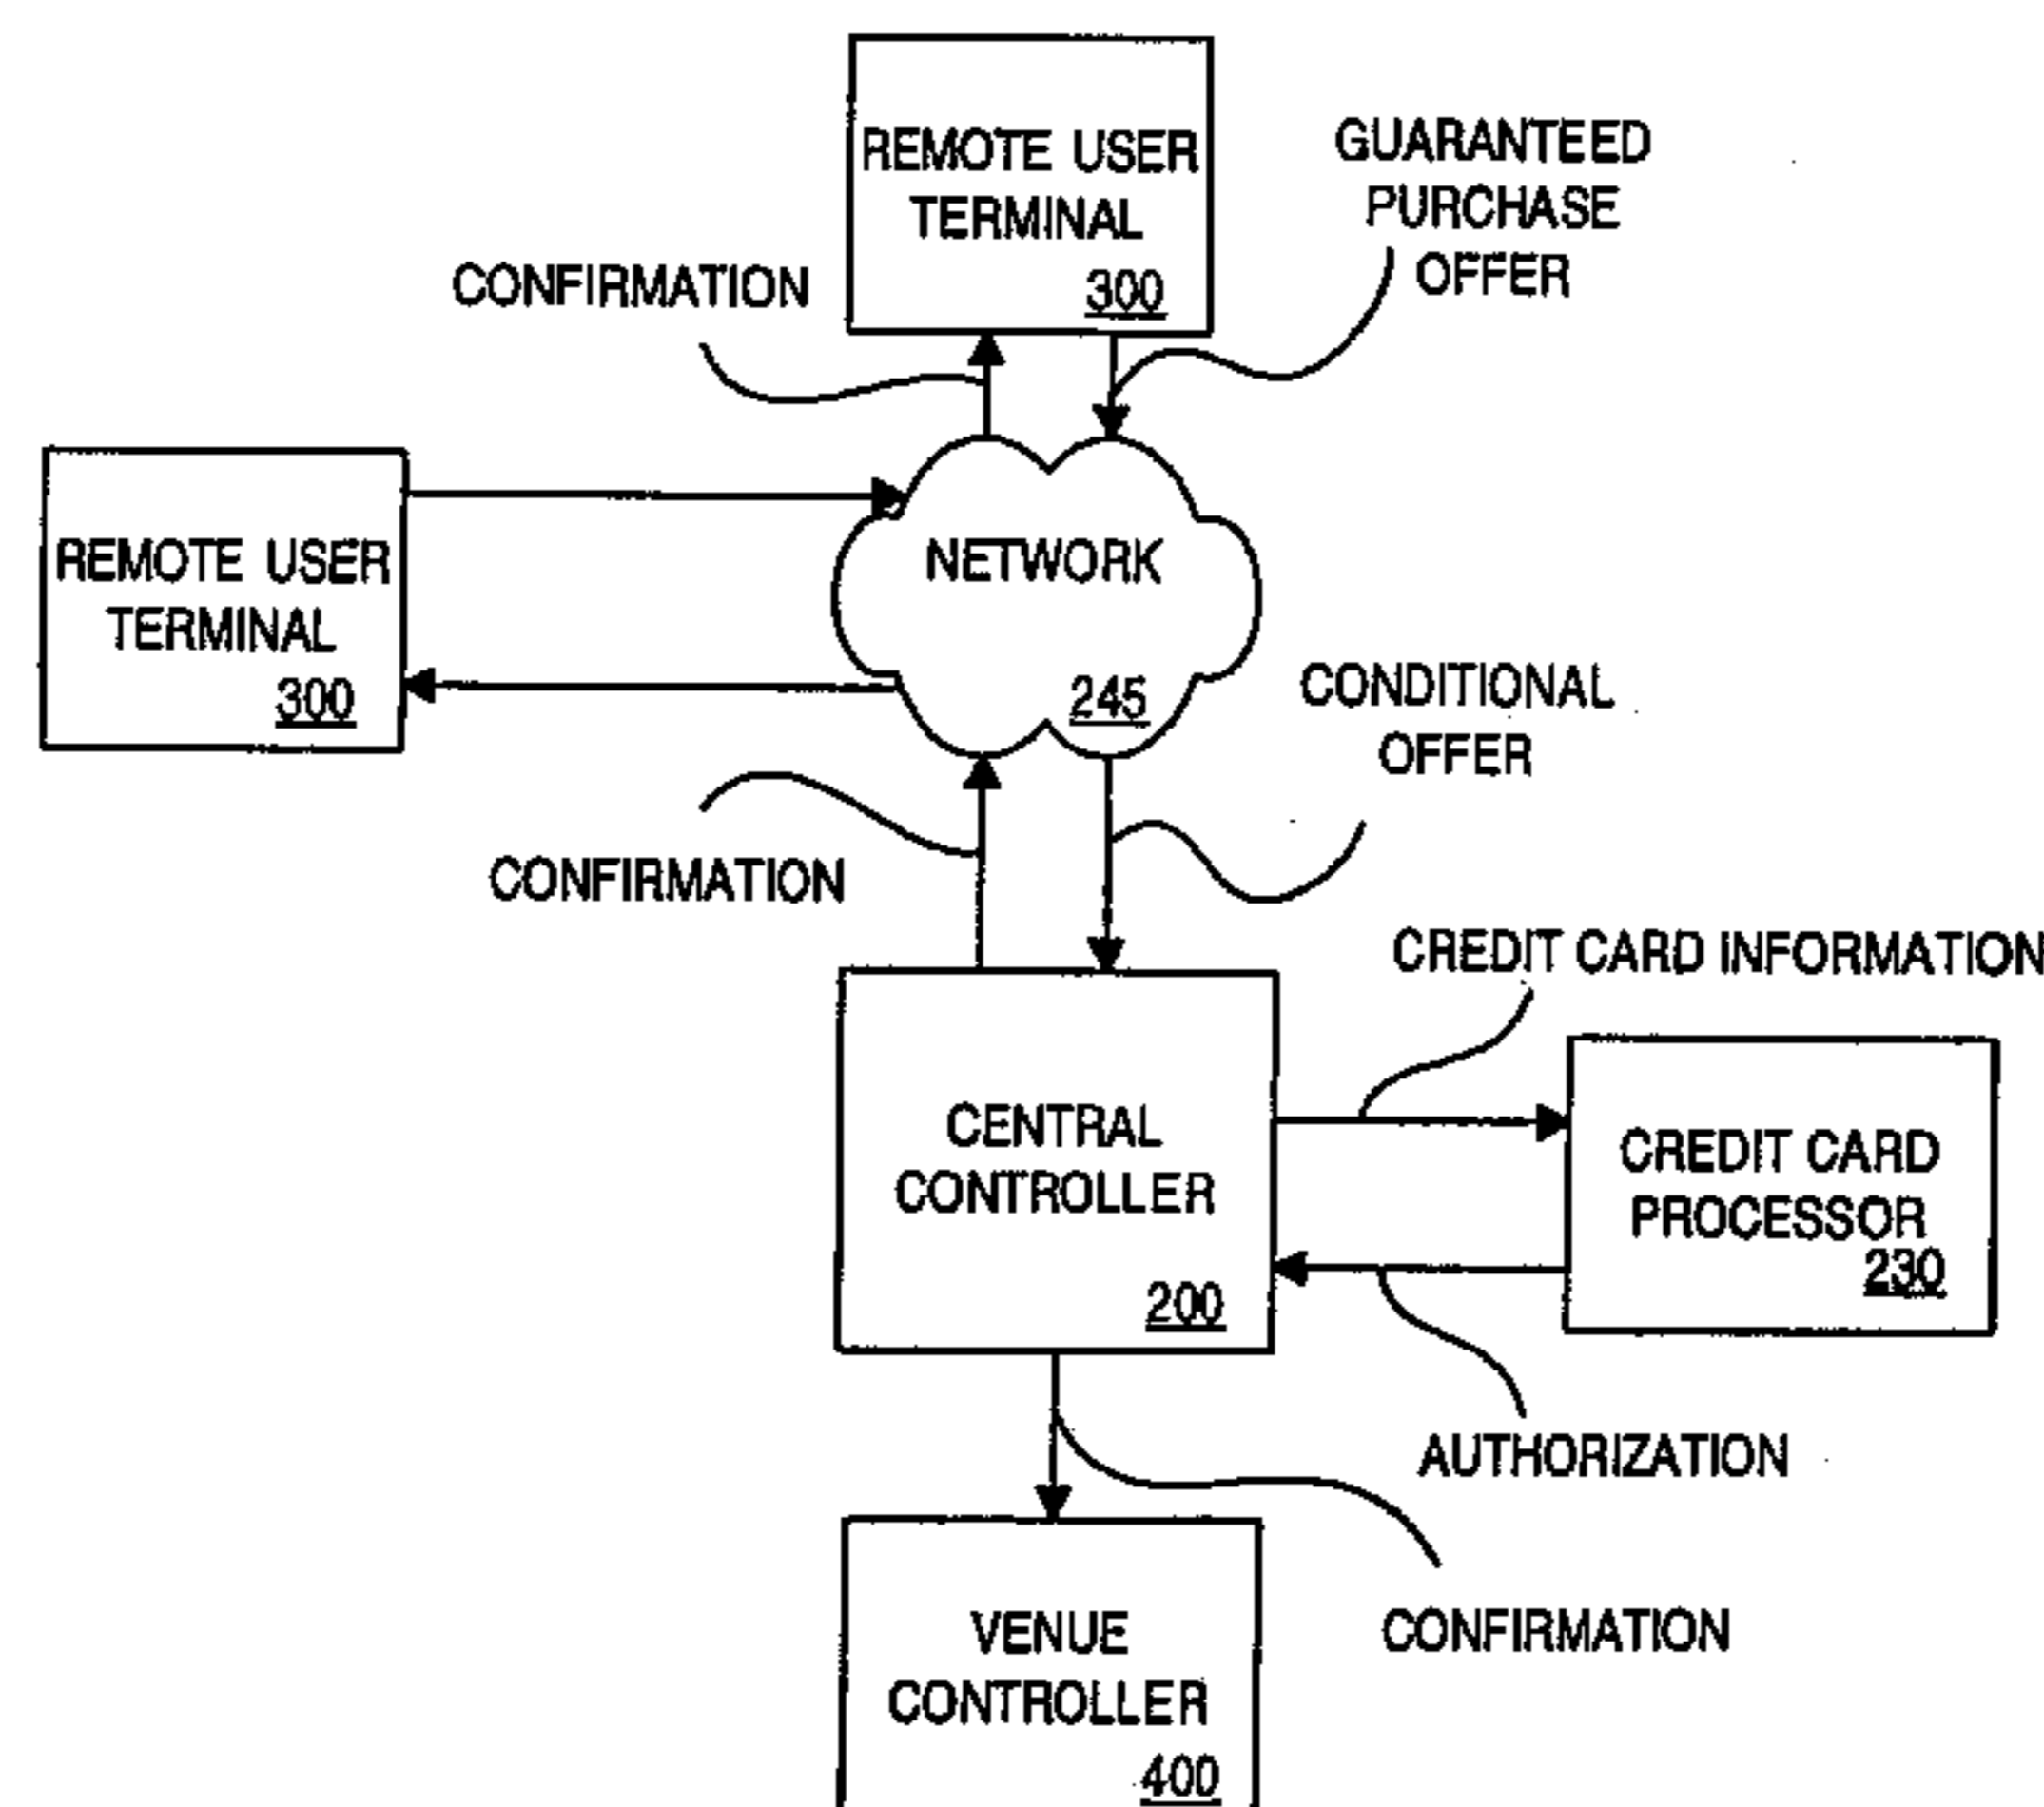 REMOTE USER
TERMINAL
300
GUARANTEED
PURCHASE
OFFER
CONFIRMATION
REMOTE USER
TERMINAL
300
NETWORK
245
CONDITIONAL
OFFER
CONFIRMATION
CREDIT CARD INFORMATION
CENTRAL
CONTROLLER
200
CREDIT CARD
PROCESSOR
230
AUTHORIZATION
CONFIRMATION
VENUE
CONTROLLER
400